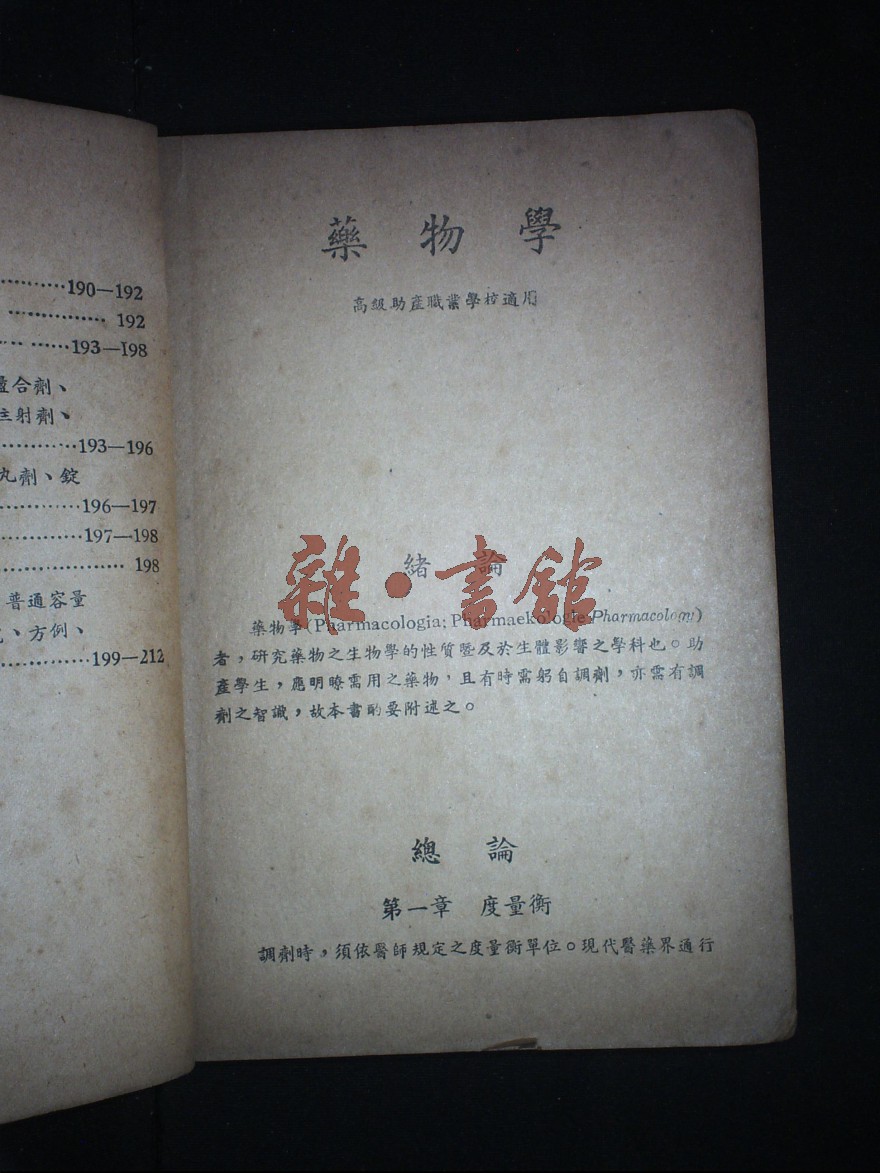 190—192
192
193—198
量合劑、
注射劑、
193—196
丸劑、錠
196—197
197—198
198
普通容量
、方例、
199—212
藥物學
高級助產職業學校適用
緒論
雜·書館
藥物學(Pharmacologia; Pharmaekologie; Pharmacology)
者，研究藥物之生物學的性質暨及於生體影響之學科也。助
產學生，應明瞭需用之藥物，且有時需躬自調劑，亦需有調
劑之智識，故本書酌要附述之。
總論
第一章 度量衡
調劑時，須依醫師規定之度量衡單位。現代醫藥界通行